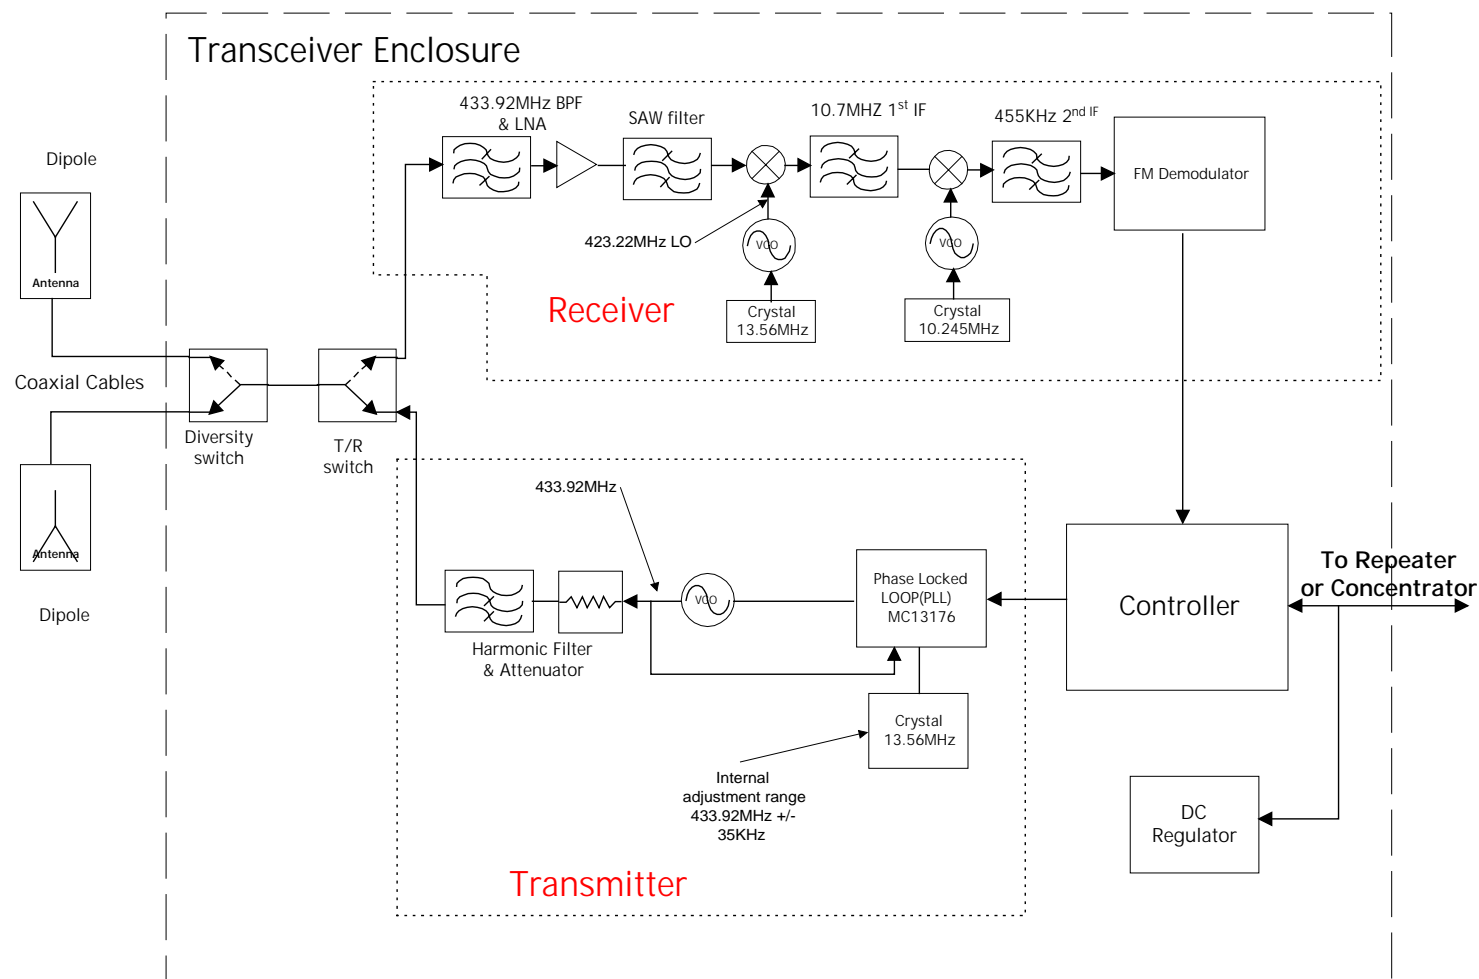 Transceiver Enclosure
433.92MHz BPF
& LNA
SAW filter
10.7MHZ 1st IF
455KHz 2nd IF
FM Demodulator
Dipole
Antenna
423.22MHz LO
VCO
VCO
Crystal
13.56MHz
Crystal
10.245MHz
Receiver
Coaxial Cables
Diversity
switch
T/R
switch
Antenna
Dipole
433.92MHz
VCO
Phase Locked
LOOP(PLL)
MC13176
Harmonic Filter
& Attenuator
Crystal
13.56MHz
Internal
adjustment range
433.92MHz +/-
35KHz
Transmitter
Controller
To Repeater
or Concentrator
DC
Regulator